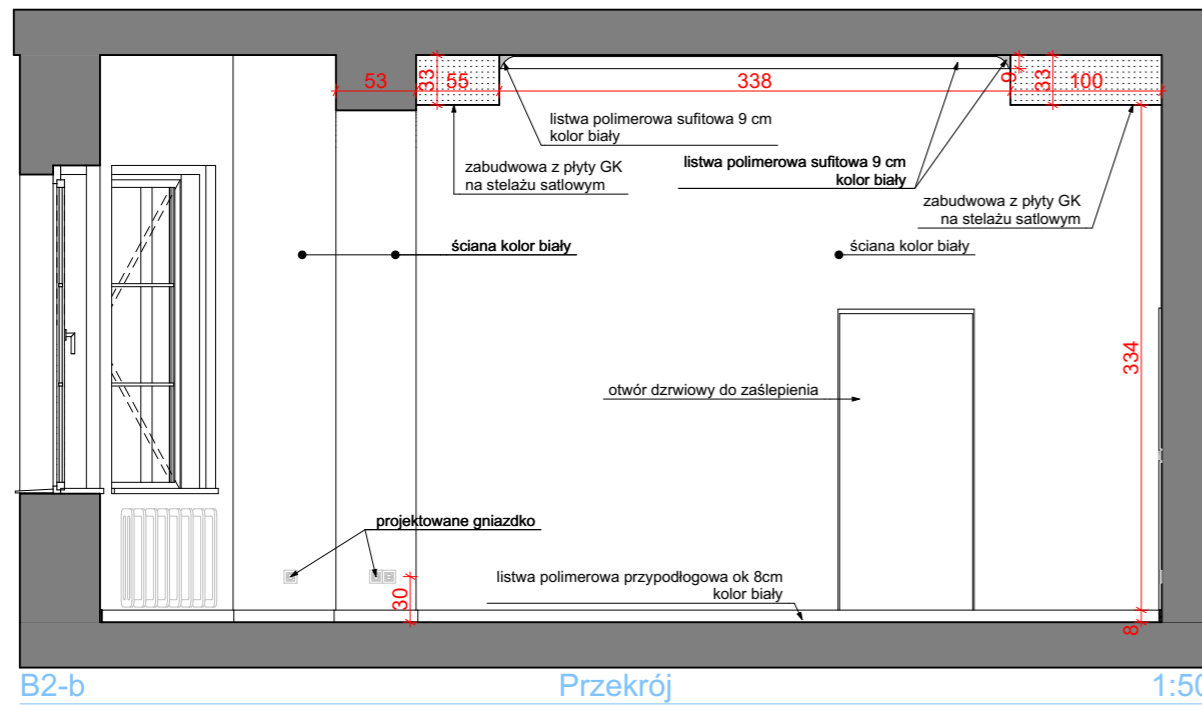 53
33
55
338
9
33
100
listwa polimerowa sufitowa 9 cm
kolor biały
listwa polimerowa sufitowa 9 cm
kolor biały
zabudwowa z płyty GK
na stelażu satlowym
zabudwowa z płyty GK
na stelażu satlowym
ściana kolor biały
ściana kolor biały
334
otwór dzrwiowy do zaślepienia
projektowane gniazdko
listwa polimerowa przypodłogowa ok 8cm
kolor biały
30
8
B2-b
Przekrój
1:50